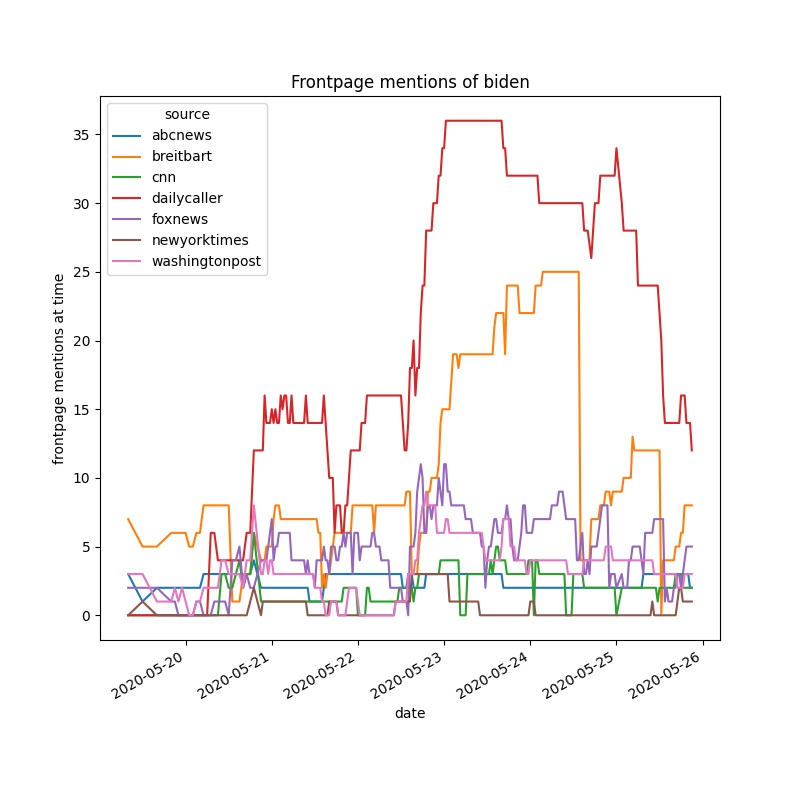 Frontpage mentions of biden
source
abcnews
breitbart
cnn
dailycaller
foxnews
newyorktimes
washingtonpost
frontpage mentions at time
35
30
25
20
15
10
5
0
2020-05-20
2020-05-21
2020-05-22
2020-05-23
2020-05-24
2020-05-25
2020-05-26
date